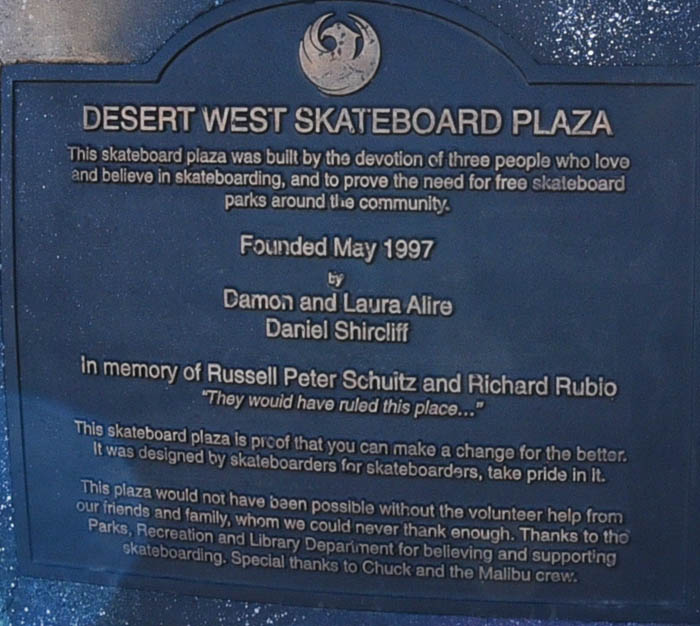 DESERT WEST SKATEBOARD PLAZA
This skateboard plaza was built by the devotion of three people who love
and believe in skateboarding, and to prove the need for free skateboard
parks around the community.
Founded May 1997
by
Damon and Laura Alire
Daniel Shircliff
In memory of Russell Peter Schuitz and Richard Rubio
"They would have ruled this place..."
This skateboard plaza is proof that you can make a change for the better.
It was designed by skateboarders for skateboarders, take pride in it.
This plaza would not have been possible without the volunteer help from
our friends and family, whom we could never thank enough. Thanks to the
Parks, Recreation and Library Department for believing and supporting
skateboarding. Special thanks to Chuck and the Malibu crew.